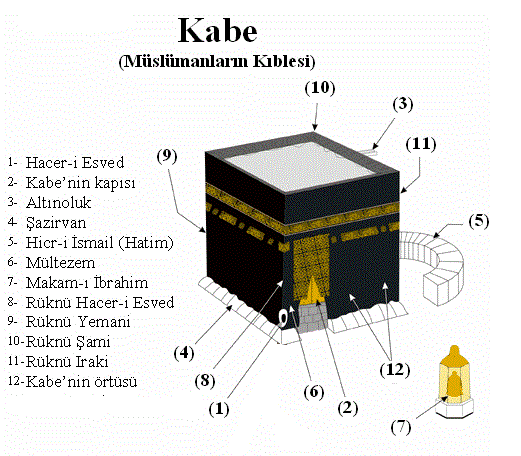 Kabe
(Müslümanların Kıblesi)
(10)
(3)
(11)
(9)
1- Hacer-i Esved
2- Kabe'nin kapısı
3- Altınoluk
4- Şazirvan
5- Hicr-i İsmail (Hatim)
6- Mültezem
7- Makam-ı İbrahim
8- Rüknü Hacer-i Esved
9- Rüknü Yemani
10-Rüknü Şami
11-Rüknü Iraki
12-Kabe'nin örtüsü
(5)
(4)
(8)
(6)
(12)
(1)
(2)
(7)